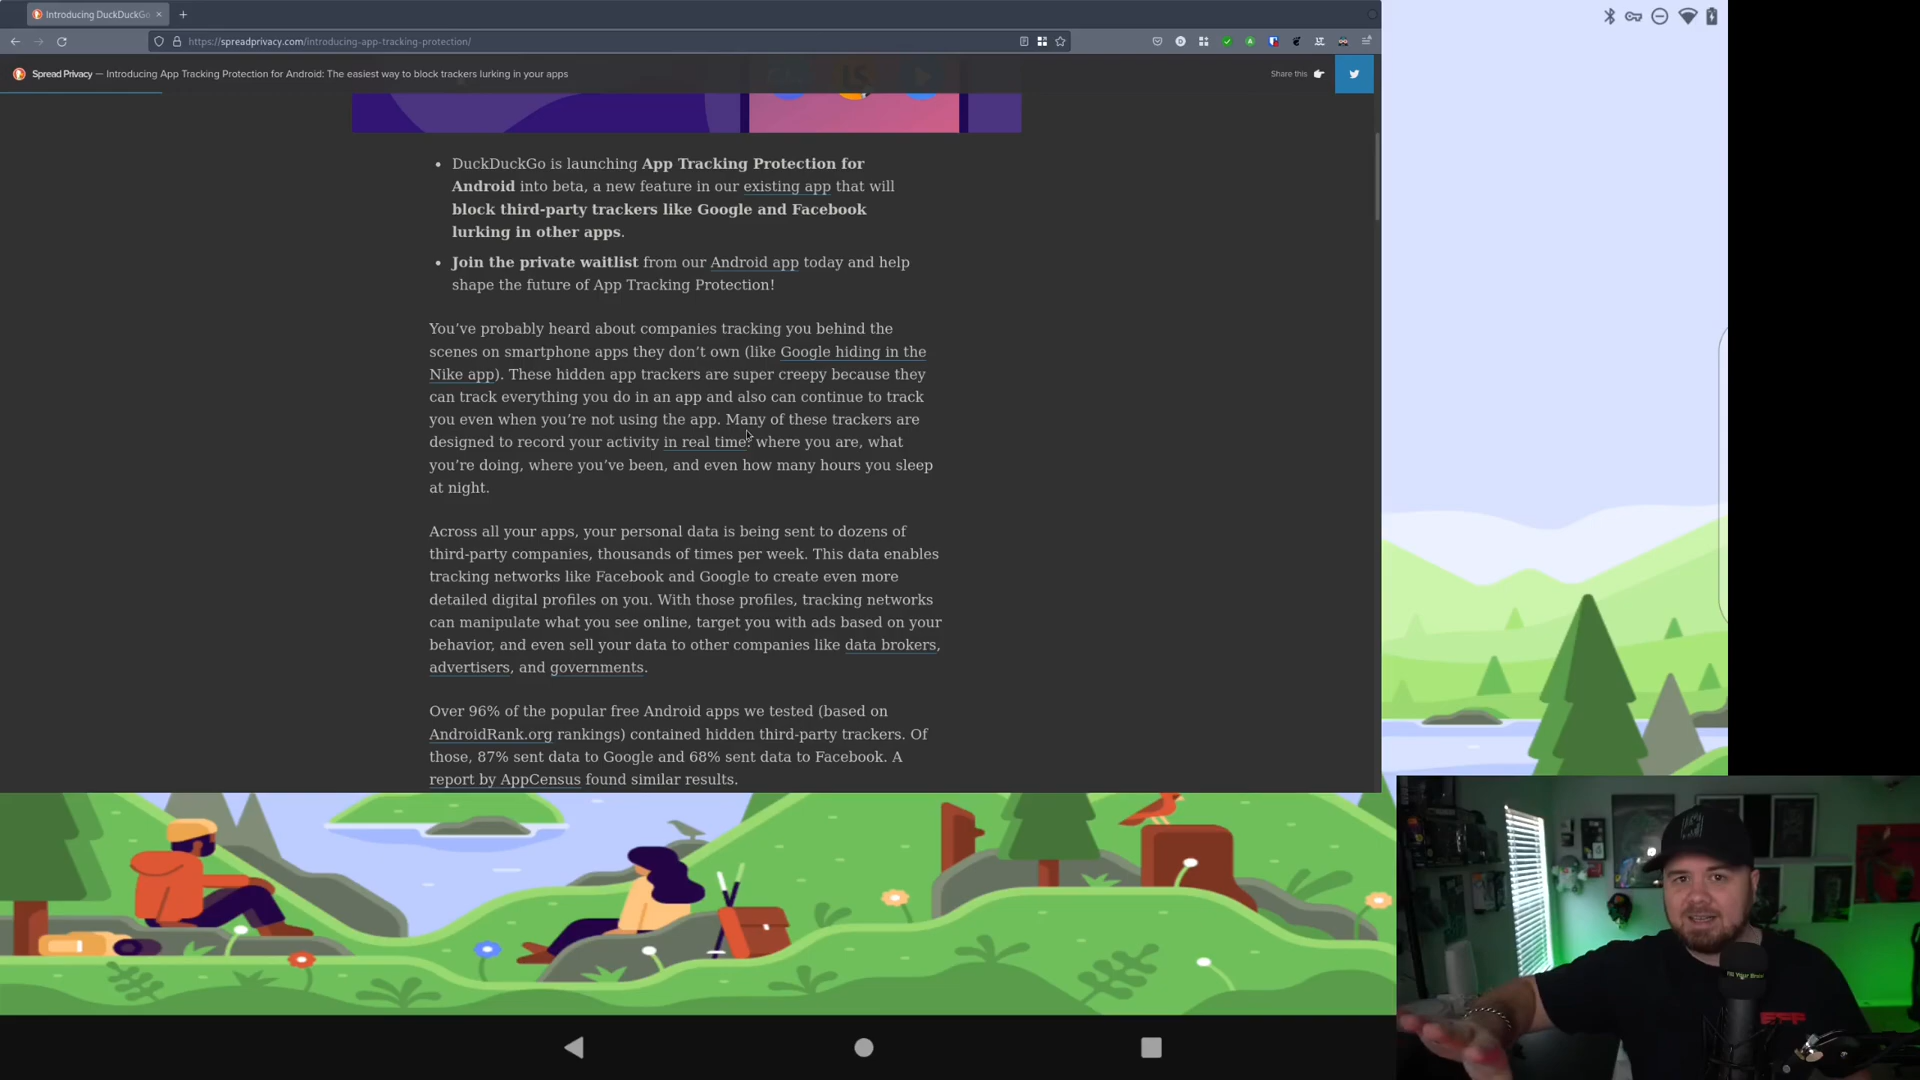 Introducing DuckDuckGo
https://spreadprivacy.com/introducing-app-tracking-protection/
Spread Privacy — Introducing App Tracking Protection for Android: The easiest way to block trackers lurking in your apps
Share this
JS
• DuckDuckGo is launching App Tracking Protection for
Android into beta, a new feature in our existing app that will
block third-party trackers like Google and Facebook
lurking in other apps.
• Join the private waitlist from our Android app today and help
shape the future of App Tracking Protection!
You’ve probably heard about companies tracking you behind the
scenes on smartphone apps they don’t own (like Google hiding in the
Nike app). These hidden app trackers are super creepy because they
can track everything you do in an app and also can continue to track
you even when you’re not using the app. Many of these trackers are
designed to record your activity in real time: where you are, what
you’re doing, where you’ve been, and even how many hours you sleep
at night.
Across all your apps, your personal data is being sent to dozens of
third-party companies, thousands of times per week. This data enables
tracking networks like Facebook and Google to create even more
detailed digital profiles on you. With those profiles, tracking networks
can manipulate what you see online, target you with ads based on your
behavior, and even sell your data to other companies like data brokers,
advertisers, and governments.
Over 96% of the popular free Android apps we tested (based on
AndroidRank.org rankings) contained hidden third-party trackers. Of
those, 87% sent data to Google and 68% sent data to Facebook. A
report by AppCensus found similar results.
EFF